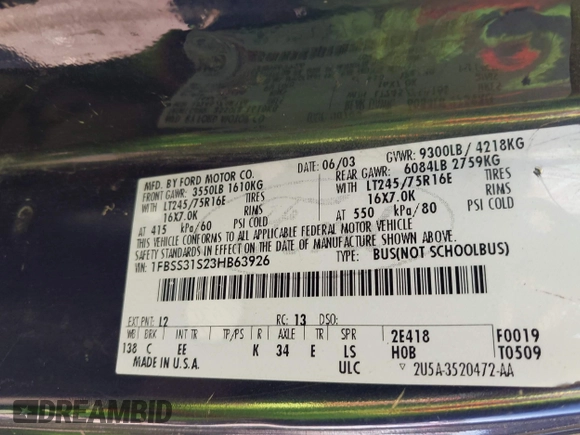 MFD. BY FORD MOTOR CO.
DATE: 06/03
GVWR: 9300LB / 4218KG
FRONT GAWR: 3550LB 1610KG
REAR GAWR: 6084LB 2759KG
WITH LT245/75R16E TIRES
WITH LT245/75R16E TIRES
16X7.0K RIMS
16X7.0K RIMS
AT 415 kPa/60 PSI COLD
AT 550 kPa/80 PSI COLD
THIS VEHICLE CONFORMS TO ALL APPLICABLE FEDERAL MOTOR VEHICLE
SAFETY STANDARDS IN EFFECT ON THE DATE OF MANUFACTURE SHOWN ABOVE.
VIN: 1FBSS31S23HB63926
TYPE: BUS(NOT SCHOOLBUS)
EXT PNT: L2 RC: 13 DSO:
WB DRK INT TR TP/PS R AXLE TR SPR
138 C EE K 34 E LS
ULC
2E418
HOB
F0019
T0509
MADE IN U.S.A.
2U5A-3520472-AA
DREAMBID